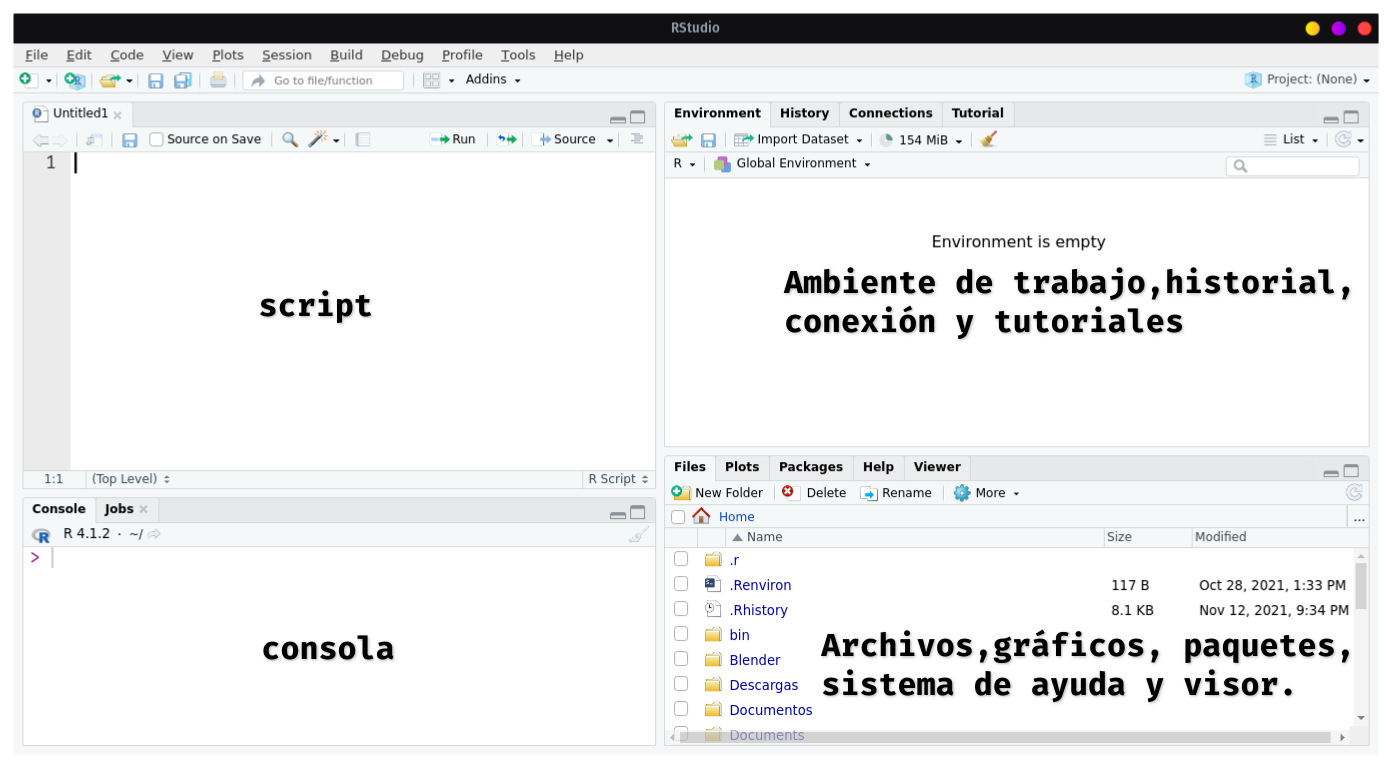 RStudio
File Edit Code View Plots Session Build Debug Profile Tools Help
Go to file/function Addins Project: (None)
Untitled1
Source on Save Run Source
1
script
1:1 (Top Level) R Script
Console Jobs
R 4.1.2 · ~/
>
consola
Environment History Connections Tutorial
Import Dataset 154 MiB List
R Global Environment
Environment is empty
Ambiente de trabajo,historial,
conexión y tutoriales
Files Plots Packages Help Viewer
New Folder Delete Rename More
Home ...
Name Size Modified
.r
.Renviron 117 B Oct 28, 2021, 1:33 PM
.Rhistory 8.1 KB Nov 12, 2021, 9:34 PM
bin
Blender
Descargas
Documentos
Documents
Archivos,gráficos, paquetes,
sistema de ayuda y visor.